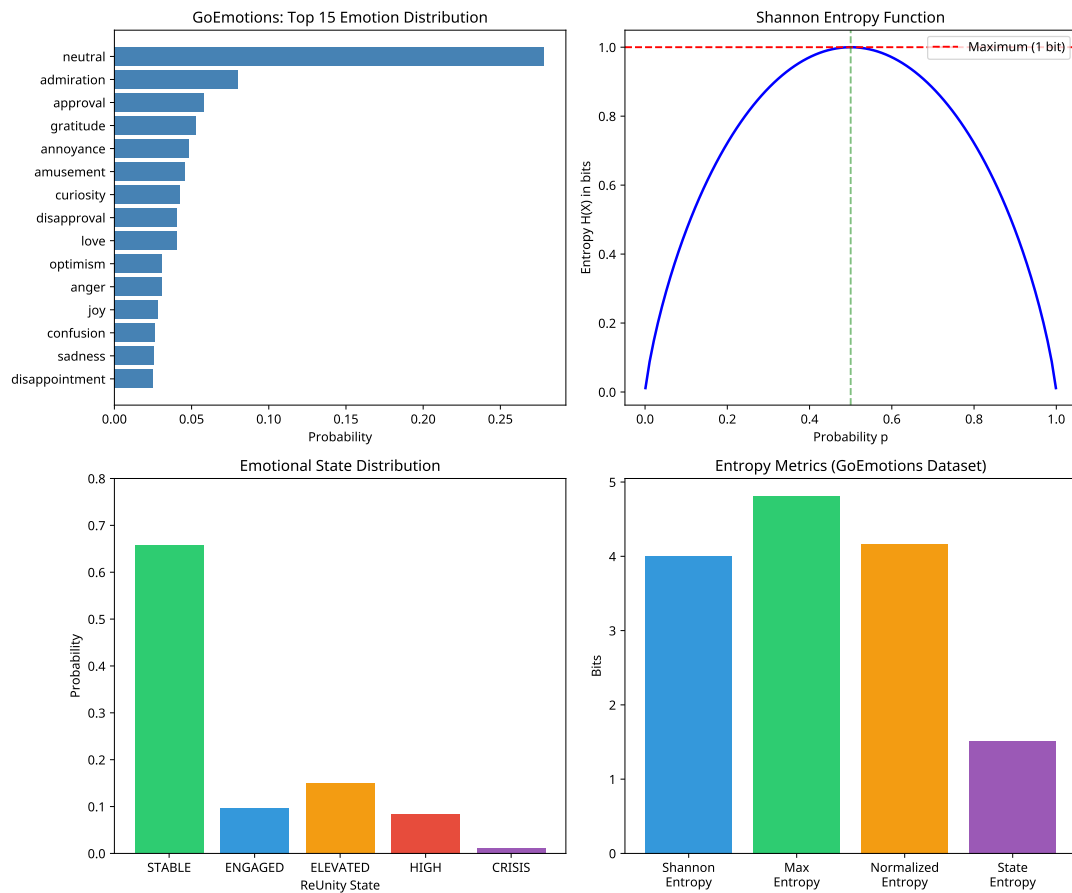 GoEmotions: Top 15 Emotion Distribution
neutral
admiration
approval
gratitude
annoyance
amusement
curiosity
disapproval
love
optimism
anger
joy
confusion
sadness
disappointment
0.00 0.05 0.10 0.15 0.20 0.25
Probability
Shannon Entropy Function
Maximum (1 bit)
Entropy H(X) in bits
1.0
0.8
0.6
0.4
0.2
0.0
0.0 0.2 0.4 0.6 0.8 1.0
Probability p
Emotional State Distribution
Probability
0.8
0.7
0.6
0.5
0.4
0.3
0.2
0.1
0.0
STABLE ENGAGED ELEVATED HIGH CRISIS
ReUnity State
Entropy Metrics (GoEmotions Dataset)
Bits
5
4
3
2
1
0
Shannon Max Normalized State
Entropy Entropy Entropy Entropy